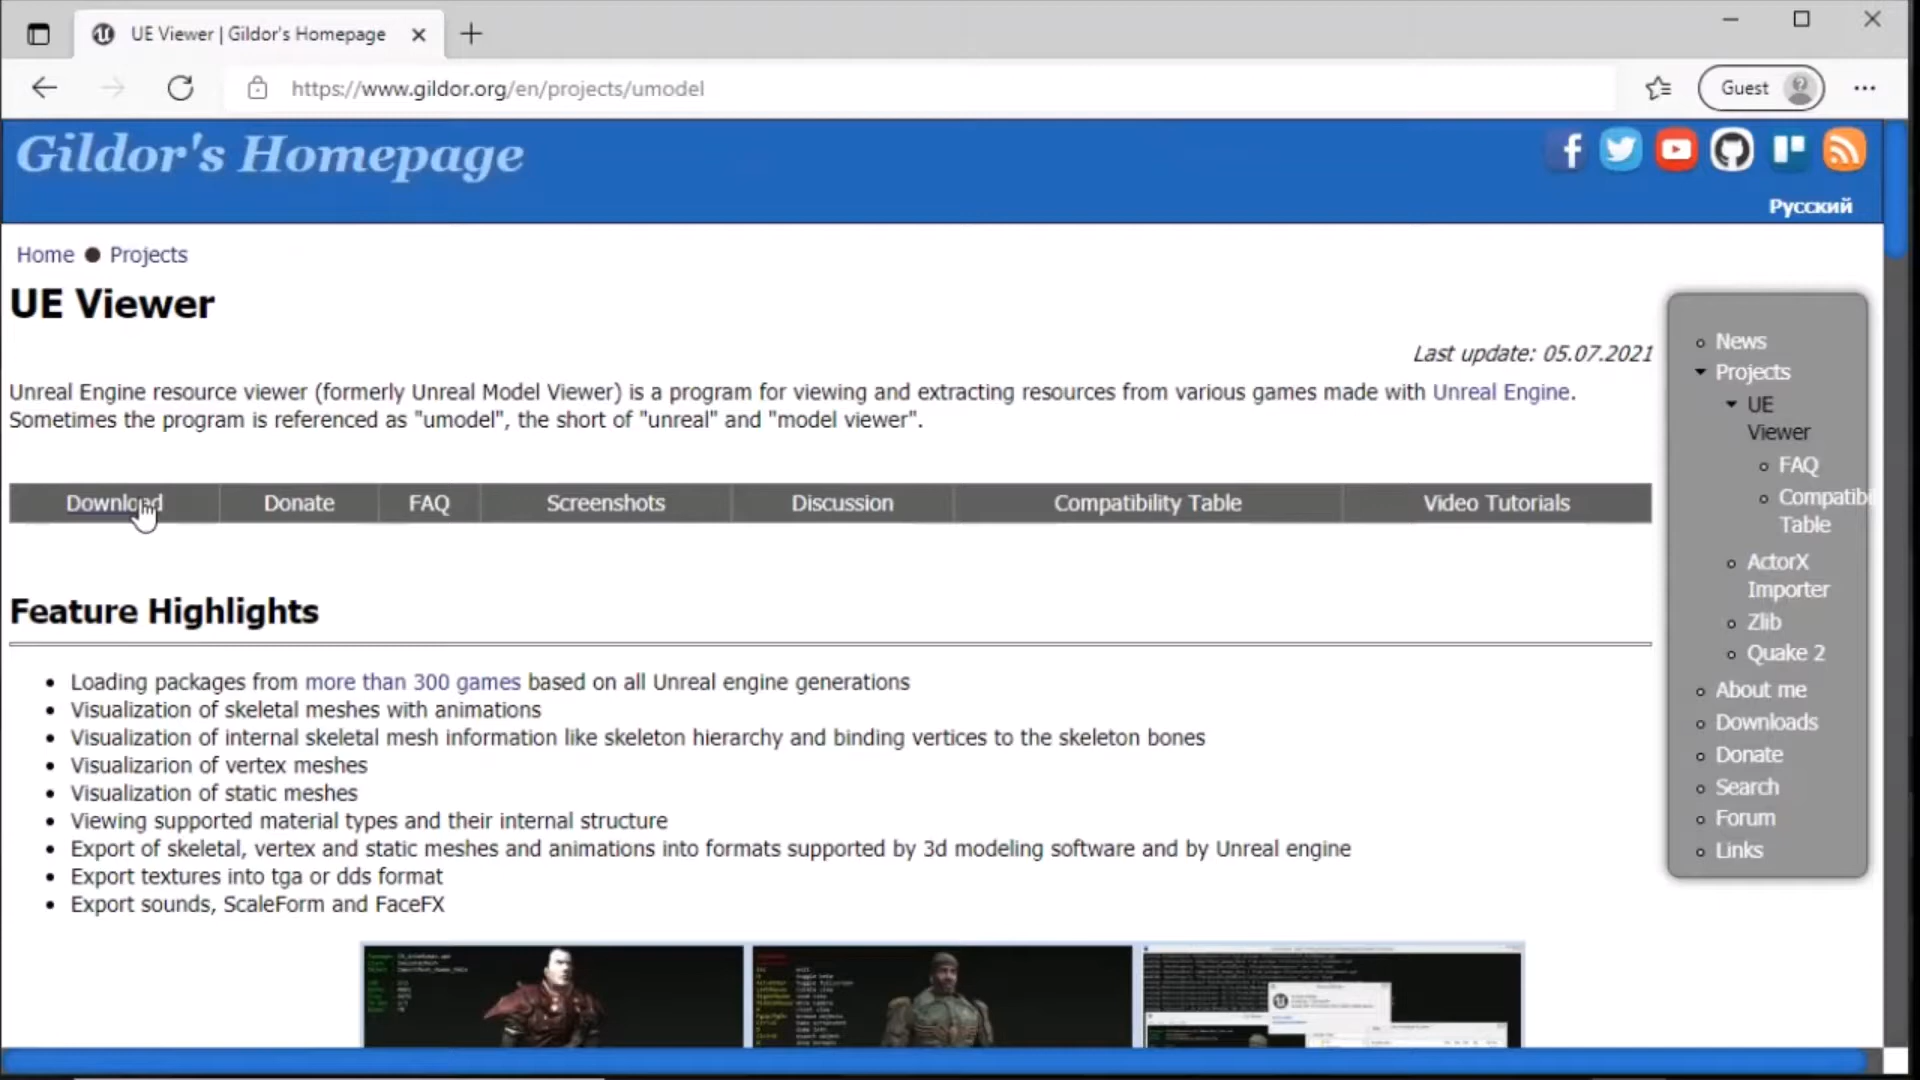 UE Viewer | Gildor's Homepage
https://www.gildor.org/en/projects/umodel
Guest
Gildor's Homepage
Русский
Home ● Projects
UE Viewer
Last update: 05.07.2021
Unreal Engine resource viewer (formerly Unreal Model Viewer) is a program for viewing and extracting resources from various games made with Unreal Engine.
Sometimes the program is referenced as "umodel", the short of "unreal" and "model viewer".
Download Donate FAQ Screenshots Discussion Compatibility Table Video Tutorials
Feature Highlights
• Loading packages from more than 300 games based on all Unreal engine generations
• Visualization of skeletal meshes with animations
• Visualization of internal skeletal mesh information like skeleton hierarchy and binding vertices to the skeleton bones
• Visualizarion of vertex meshes
• Visualization of static meshes
• Viewing supported material types and their internal structure
• Export of skeletal, vertex and static meshes and animations into formats supported by 3d modeling software and by Unreal engine
• Export textures into tga or dds format
• Export sounds, ScaleForm and FaceFX
News
Projects
UE
Viewer
FAQ
Compatibi
Table
ActorX
Importer
Zlib
Quake 2
About me
Downloads
Donate
Search
Forum
Links